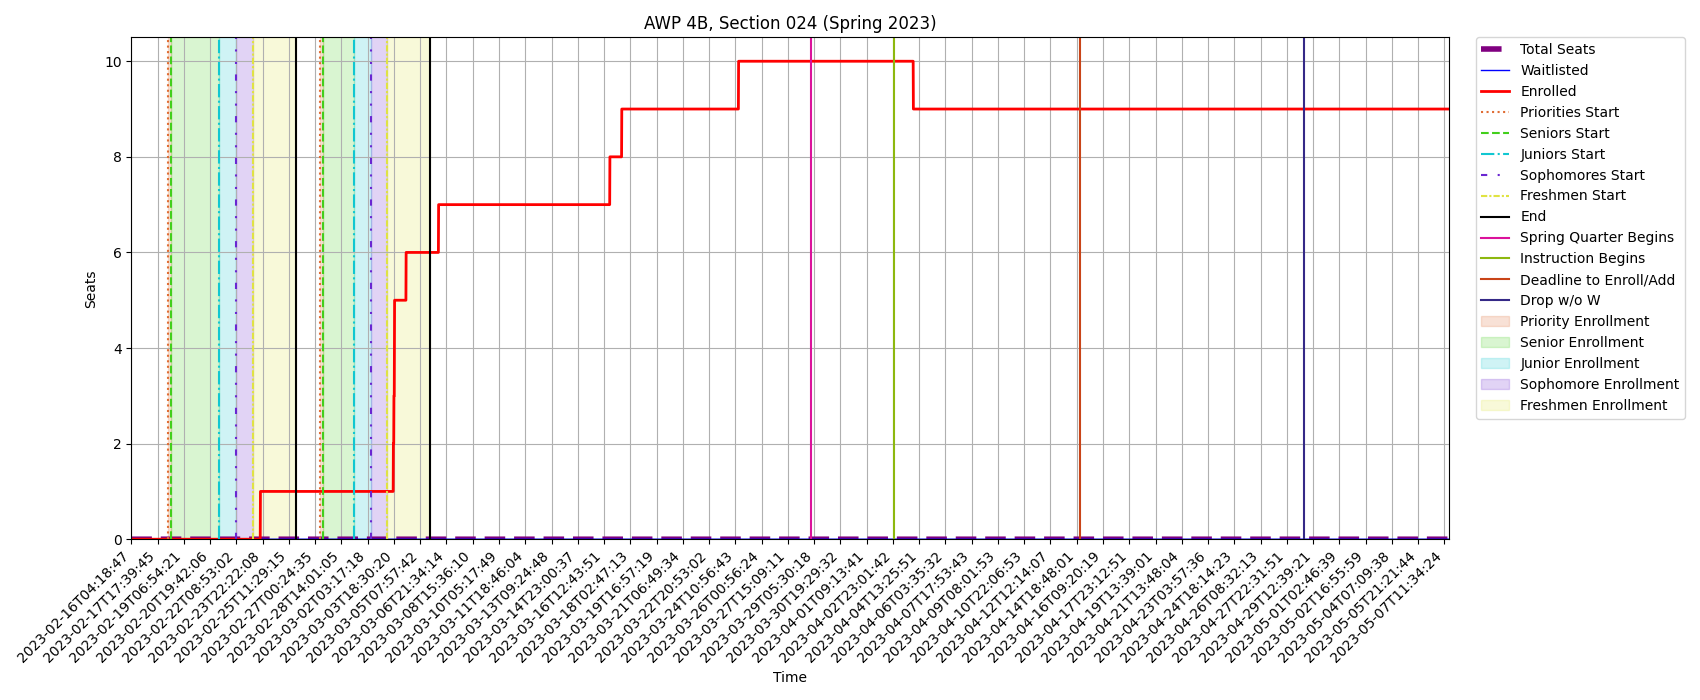 AWP 4B, Section 024 (Spring 2023)
10
8
6
4
2
0
Seats
2023-02-16T04:18:47
2023-02-17T17:39:45
2023-02-19T06:54:21
2023-02-20T19:42:06
2023-02-22T08:53:02
2023-02-23T22:22:08
2023-02-25T11:29:15
2023-02-27T00:24:35
2023-02-28T14:01:05
2023-03-02T03:17:18
2023-03-03T18:30:20
2023-03-05T07:57:42
2023-03-06T21:34:14
2023-03-08T15:36:10
2023-03-10T05:17:49
2023-03-11T18:46:04
2023-03-13T09:24:48
2023-03-14T23:00:37
2023-03-16T12:43:51
2023-03-18T02:47:13
2023-03-19T16:57:19
2023-03-21T06:49:34
2023-03-22T20:53:02
2023-03-24T10:56:43
2023-03-26T00:56:24
2023-03-27T15:09:11
2023-03-29T05:30:18
2023-03-30T19:29:32
2023-04-01T09:13:41
2023-04-02T23:01:42
2023-04-04T13:25:51
2023-04-06T03:35:32
2023-04-07T17:53:43
2023-04-09T08:01:53
2023-04-10T22:06:53
2023-04-12T12:14:07
2023-04-14T18:48:01
2023-04-16T09:20:19
2023-04-17T23:12:51
2023-04-19T13:39:01
2023-04-21T13:48:04
2023-04-23T03:57:36
2023-04-24T18:14:23
2023-04-26T08:32:13
2023-04-27T22:31:51
2023-04-29T12:39:21
2023-05-01T02:46:39
2023-05-02T16:55:59
2023-05-04T07:09:38
2023-05-05T21:21:44
2023-05-07T11:34:24
Time
Total Seats
Waitlisted
Enrolled
Priorities Start
Seniors Start
Juniors Start
Sophomores Start
Freshmen Start
End
Spring Quarter Begins
Instruction Begins
Deadline to Enroll/Add
Drop w/o W
Priority Enrollment
Senior Enrollment
Junior Enrollment
Sophomore Enrollment
Freshmen Enrollment